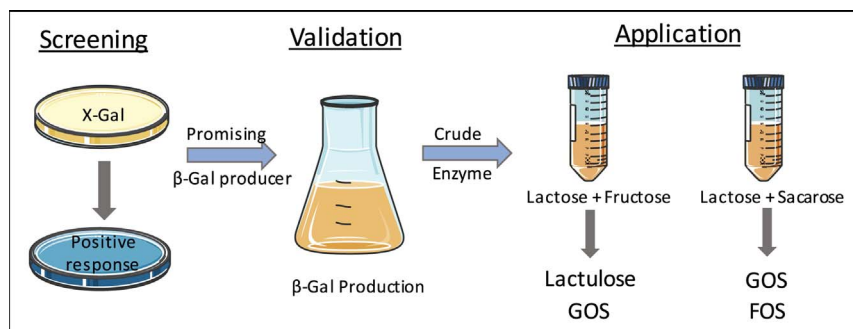 Screening
Validation
Application
X-Gal
Positive
response
Promising
β-Gal producer
β-Gal Production
Crude
Enzyme
Lactose + Fructose
Lactulose
GOS
Lactose + Sacarose
GOS
FOS